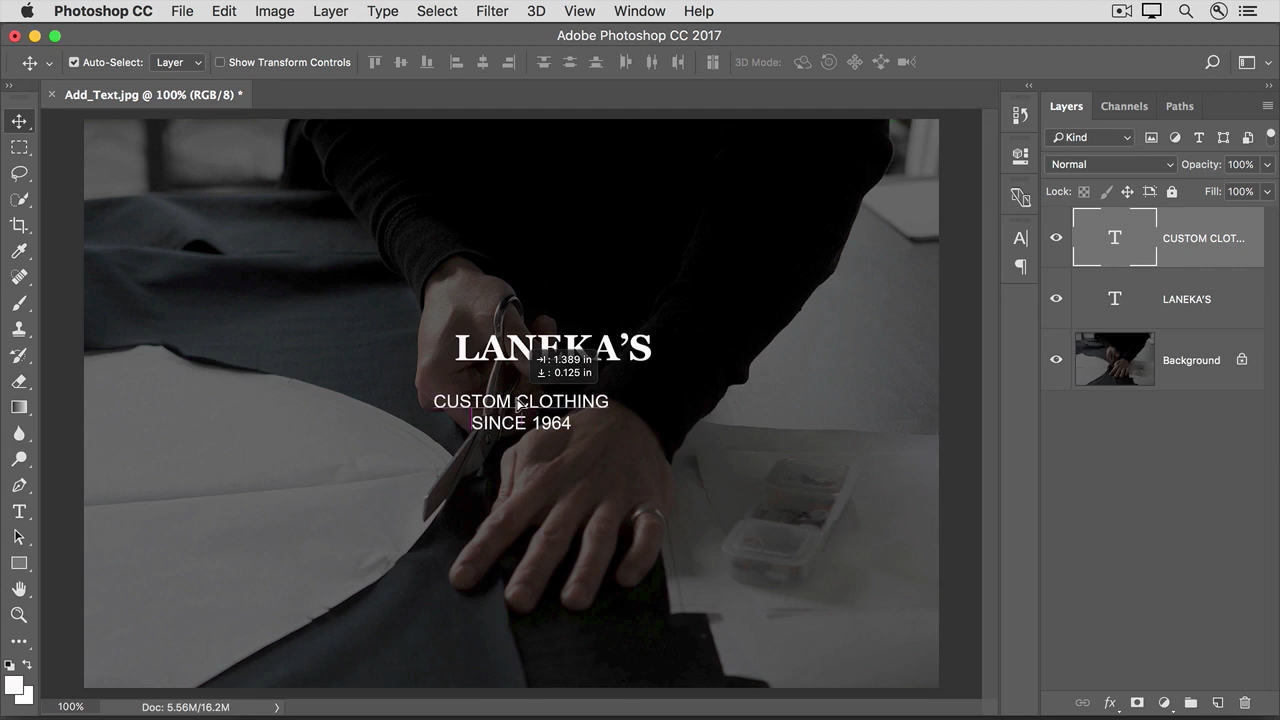 Photoshop CC File Edit Image Layer Type Select Filter 3D View Window Help
Adobe Photoshop CC 2017
Auto-Select: Layer Show Transform Controls 3D Mode:
× Add_Text.jpg @ 100% (RGB/8) *
Layers Channels Paths
Kind
Normal Opacity: 100%
Lock: Fill: 100%
T CUSTOM CLOT...
T LANEKA'S
Background
LANEKA'S
: 1.389 in
: 0.125 in
CUSTOM CLOTHING
SINCE 1964
100% Doc: 5.56M/16.2M